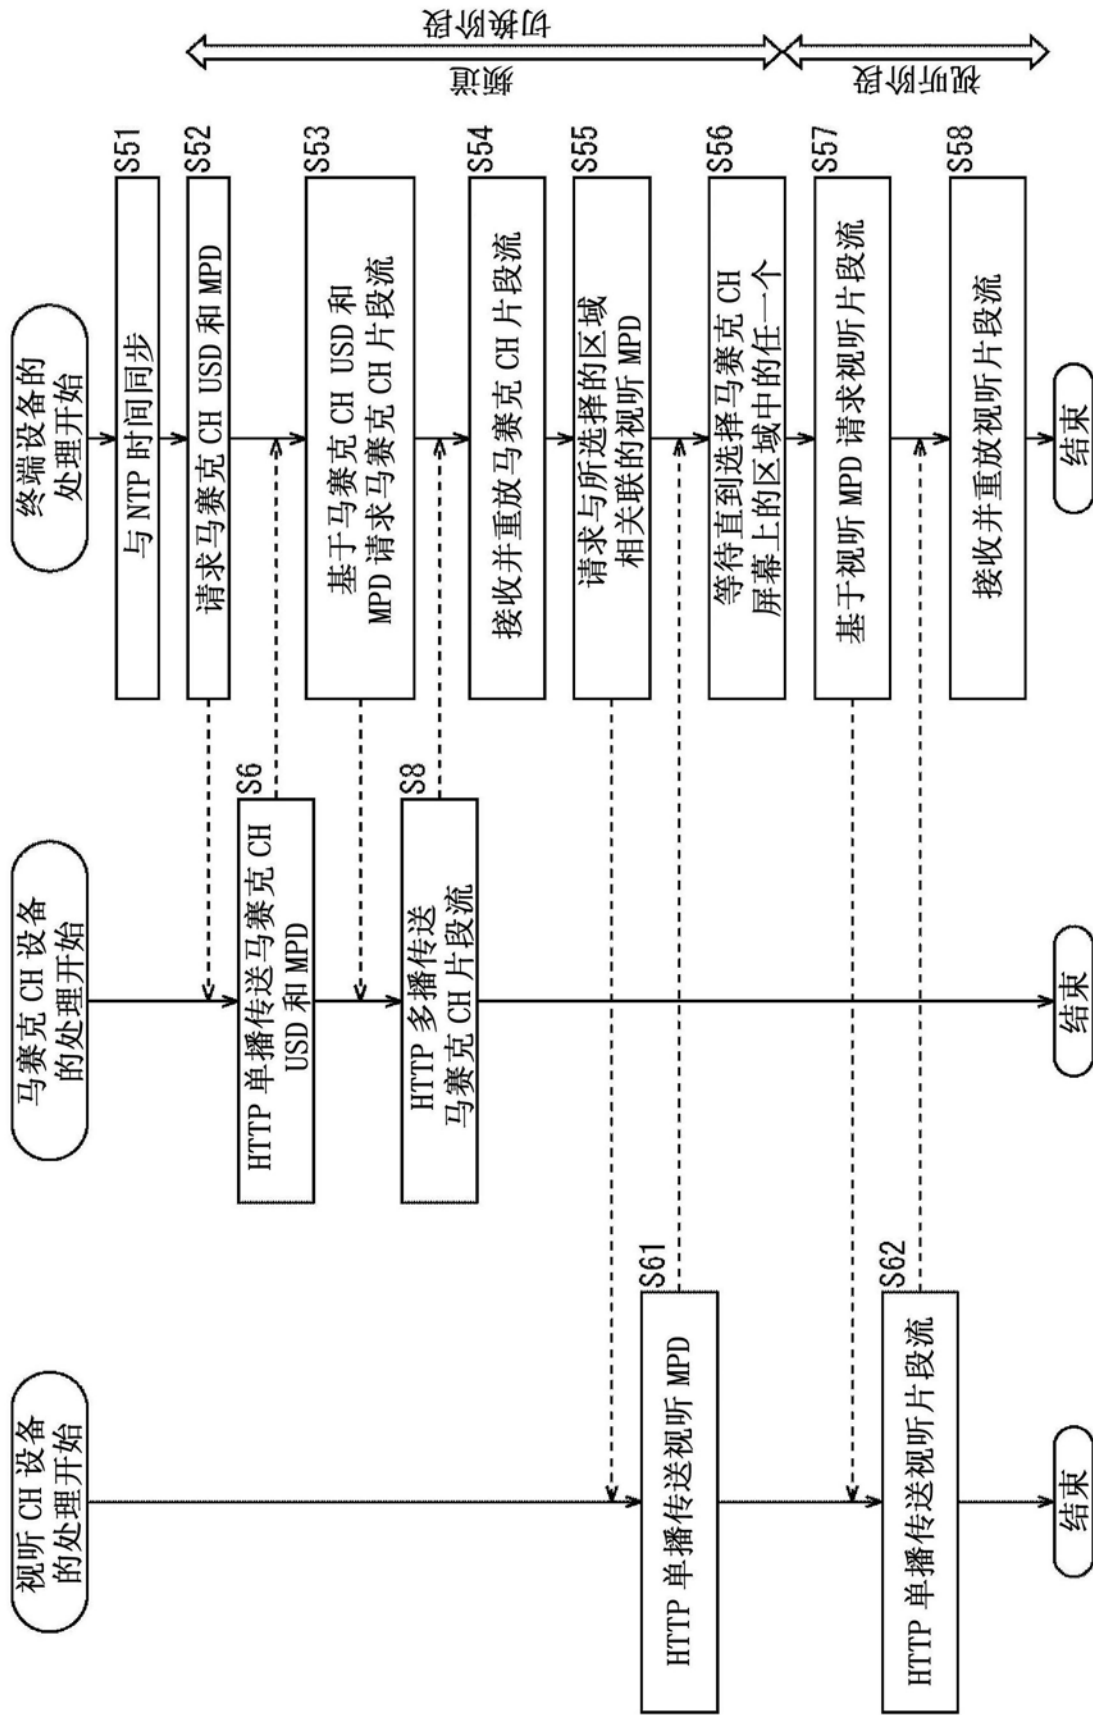 视听 CH 设备
的处理开始
马赛克 CH 设备
的处理开始
终端设备的
处理开始
S51
与 NTP 时间同步
S52
请求马赛克 CH USD 和 MPD
S6
HTTP 单播传送马赛克 CH
USD 和 MPD
S53
基于马赛克 CH USD 和
MPD 请求马赛克 CH 片段流
S8
HTTP 多播传送
马赛克 CH 片段流
S54
接收并重放马赛克 CH 片段流
S55
请求与所选择的区域
相关联的视听 MPD
S61
HTTP 单播传送视听 MPD
S56
等待直到选择马赛克 CH
屏幕上的区域中的任一个
S57
基于视听 MPD 请求视听片段流
S62
HTTP 单播传送视听片段流
S58
接收并重放视听片段流
结束
结束
结束
频道
切换阶段
视听阶段